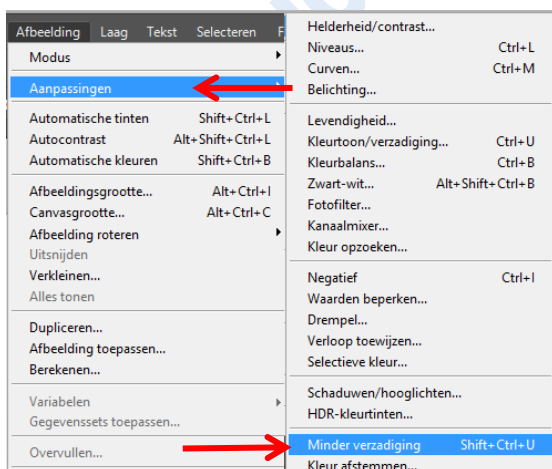 Afbeelding Laag Tekst Selecteren
Modus
Aanpassingen
Automatische tinten Shift+Ctrl+L
Autocontrast Alt+Shift+Ctrl+L
Automatische kleuren Shift+Ctrl+B
Afbeeldingsgrootte... Alt+Ctrl+I
Canvasgrootte... Alt+Ctrl+C
Afbeelding roteren
Uitsnijden
Verkleinen...
Alles tonen
Dupliceren...
Afbeelding toepassen...
Berekenen...
Variabelen
Gegevenssets toepassen...
Overvullen...
Helderheid/contrast...
Niveaus... Ctrl+L
Curven... Ctrl+M
Belichting...
Levendigheid...
Kleurtoon/verzadiging... Ctrl+U
Kleurbalans... Ctrl+B
Zwart-wit... Alt+Shift+Ctrl+B
Fotofilter...
Kanaalmixer...
Kleur opzoeken...
Negatief Ctrl+I
Waarden beperken...
Drempel...
Verloop toewijzen...
Selectieve kleur...
Schaduwen/hooglichten...
HDR-kleurtinten...
Minder verzadiging Shift+Ctrl+U
Kleur afstemmen...